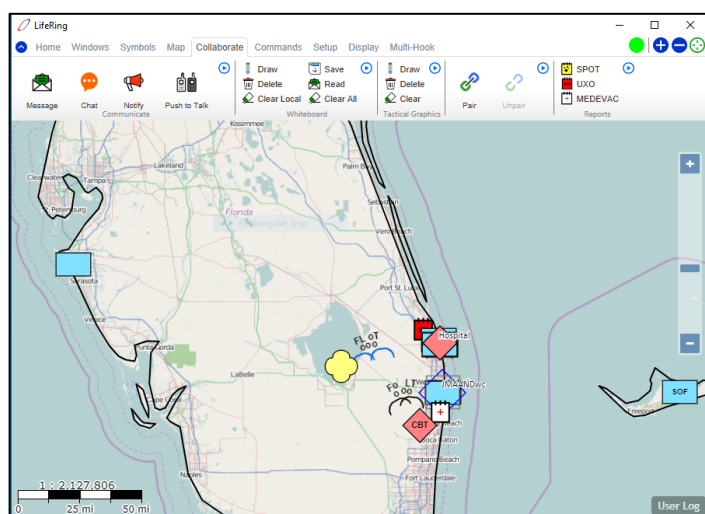 LifeRing
Home Windows Symbols Map Collaborate Commands Setup Display Multi-Hook
Message
Chat
Notify
Push to Talk
Communicate
Draw
Delete
Clear Local
Save
Read
Clear All
Whiteboard
Draw
Delete
Clear
Tactical Graphics
Pair
Unpair
SPOT
UXO
MEDEVAC
Reports
Kissimmee
Lakeland
Palm Bay
Clearwater
Tampa
St. Petersburg
Sebastian
Florida
Rectangular Snip
Vero Beach
Sarasota
Port St. Lucie
Venice
Hospital
Punta Gorda
LaBelle
JMAANDwc
Cape Coral
SOF
Freeport
CBT
Boca Raton
Pompano Beach
Naples
Fort Lauderdale
1 : 2,127,806
0 25 mi 50 mi
User Log